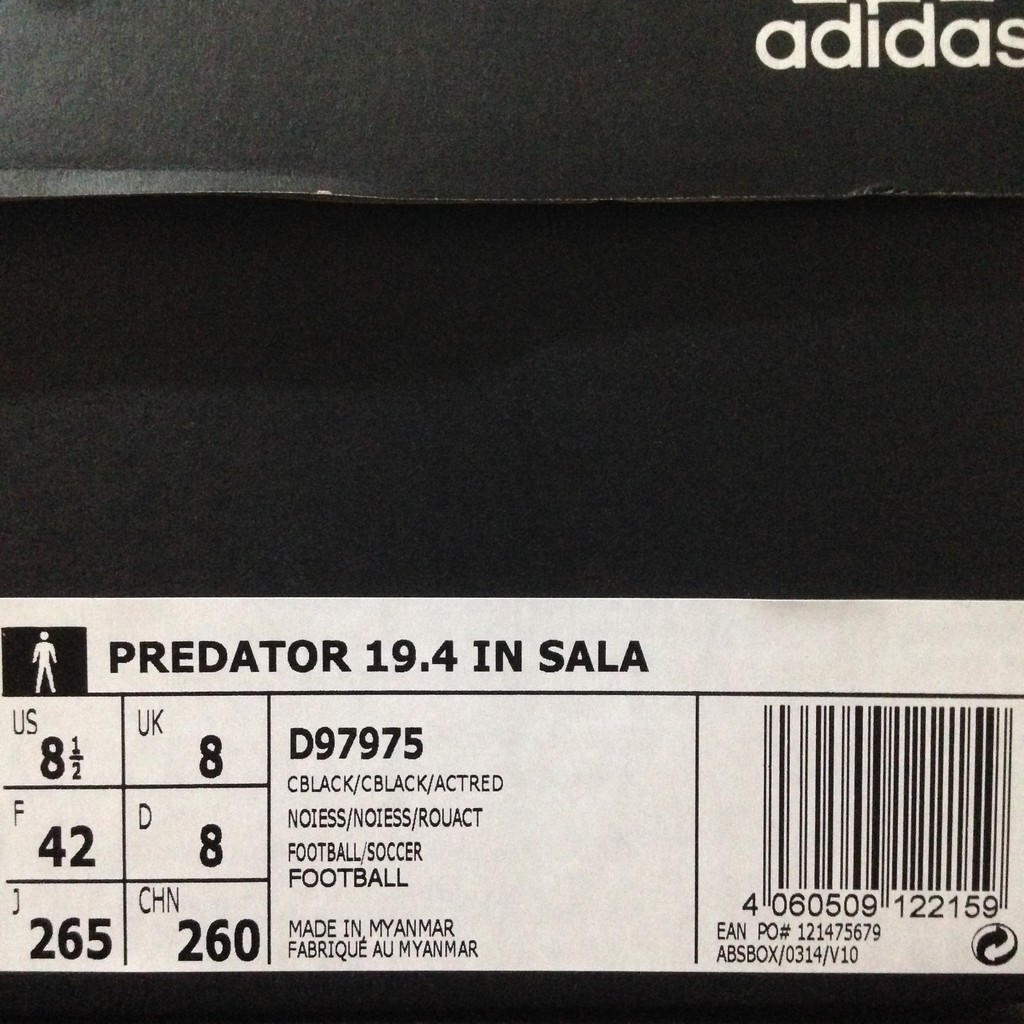 adidas
PREDATOR 19.4 IN SALA
US 8½ UK 8
F 42 D 8
J 265 CHN 260
D97975
CBLACK/CBLACK/ACTRED
NOIESS/NOIESS/ROUACT
FOOTBALL/SOCCER
FOOTBALL
MADE IN MYANMAR
FABRIQUÉ AU MYANMAR
4 060509 122159
EAN PO# 121475679
ABSBOX/0314/V10